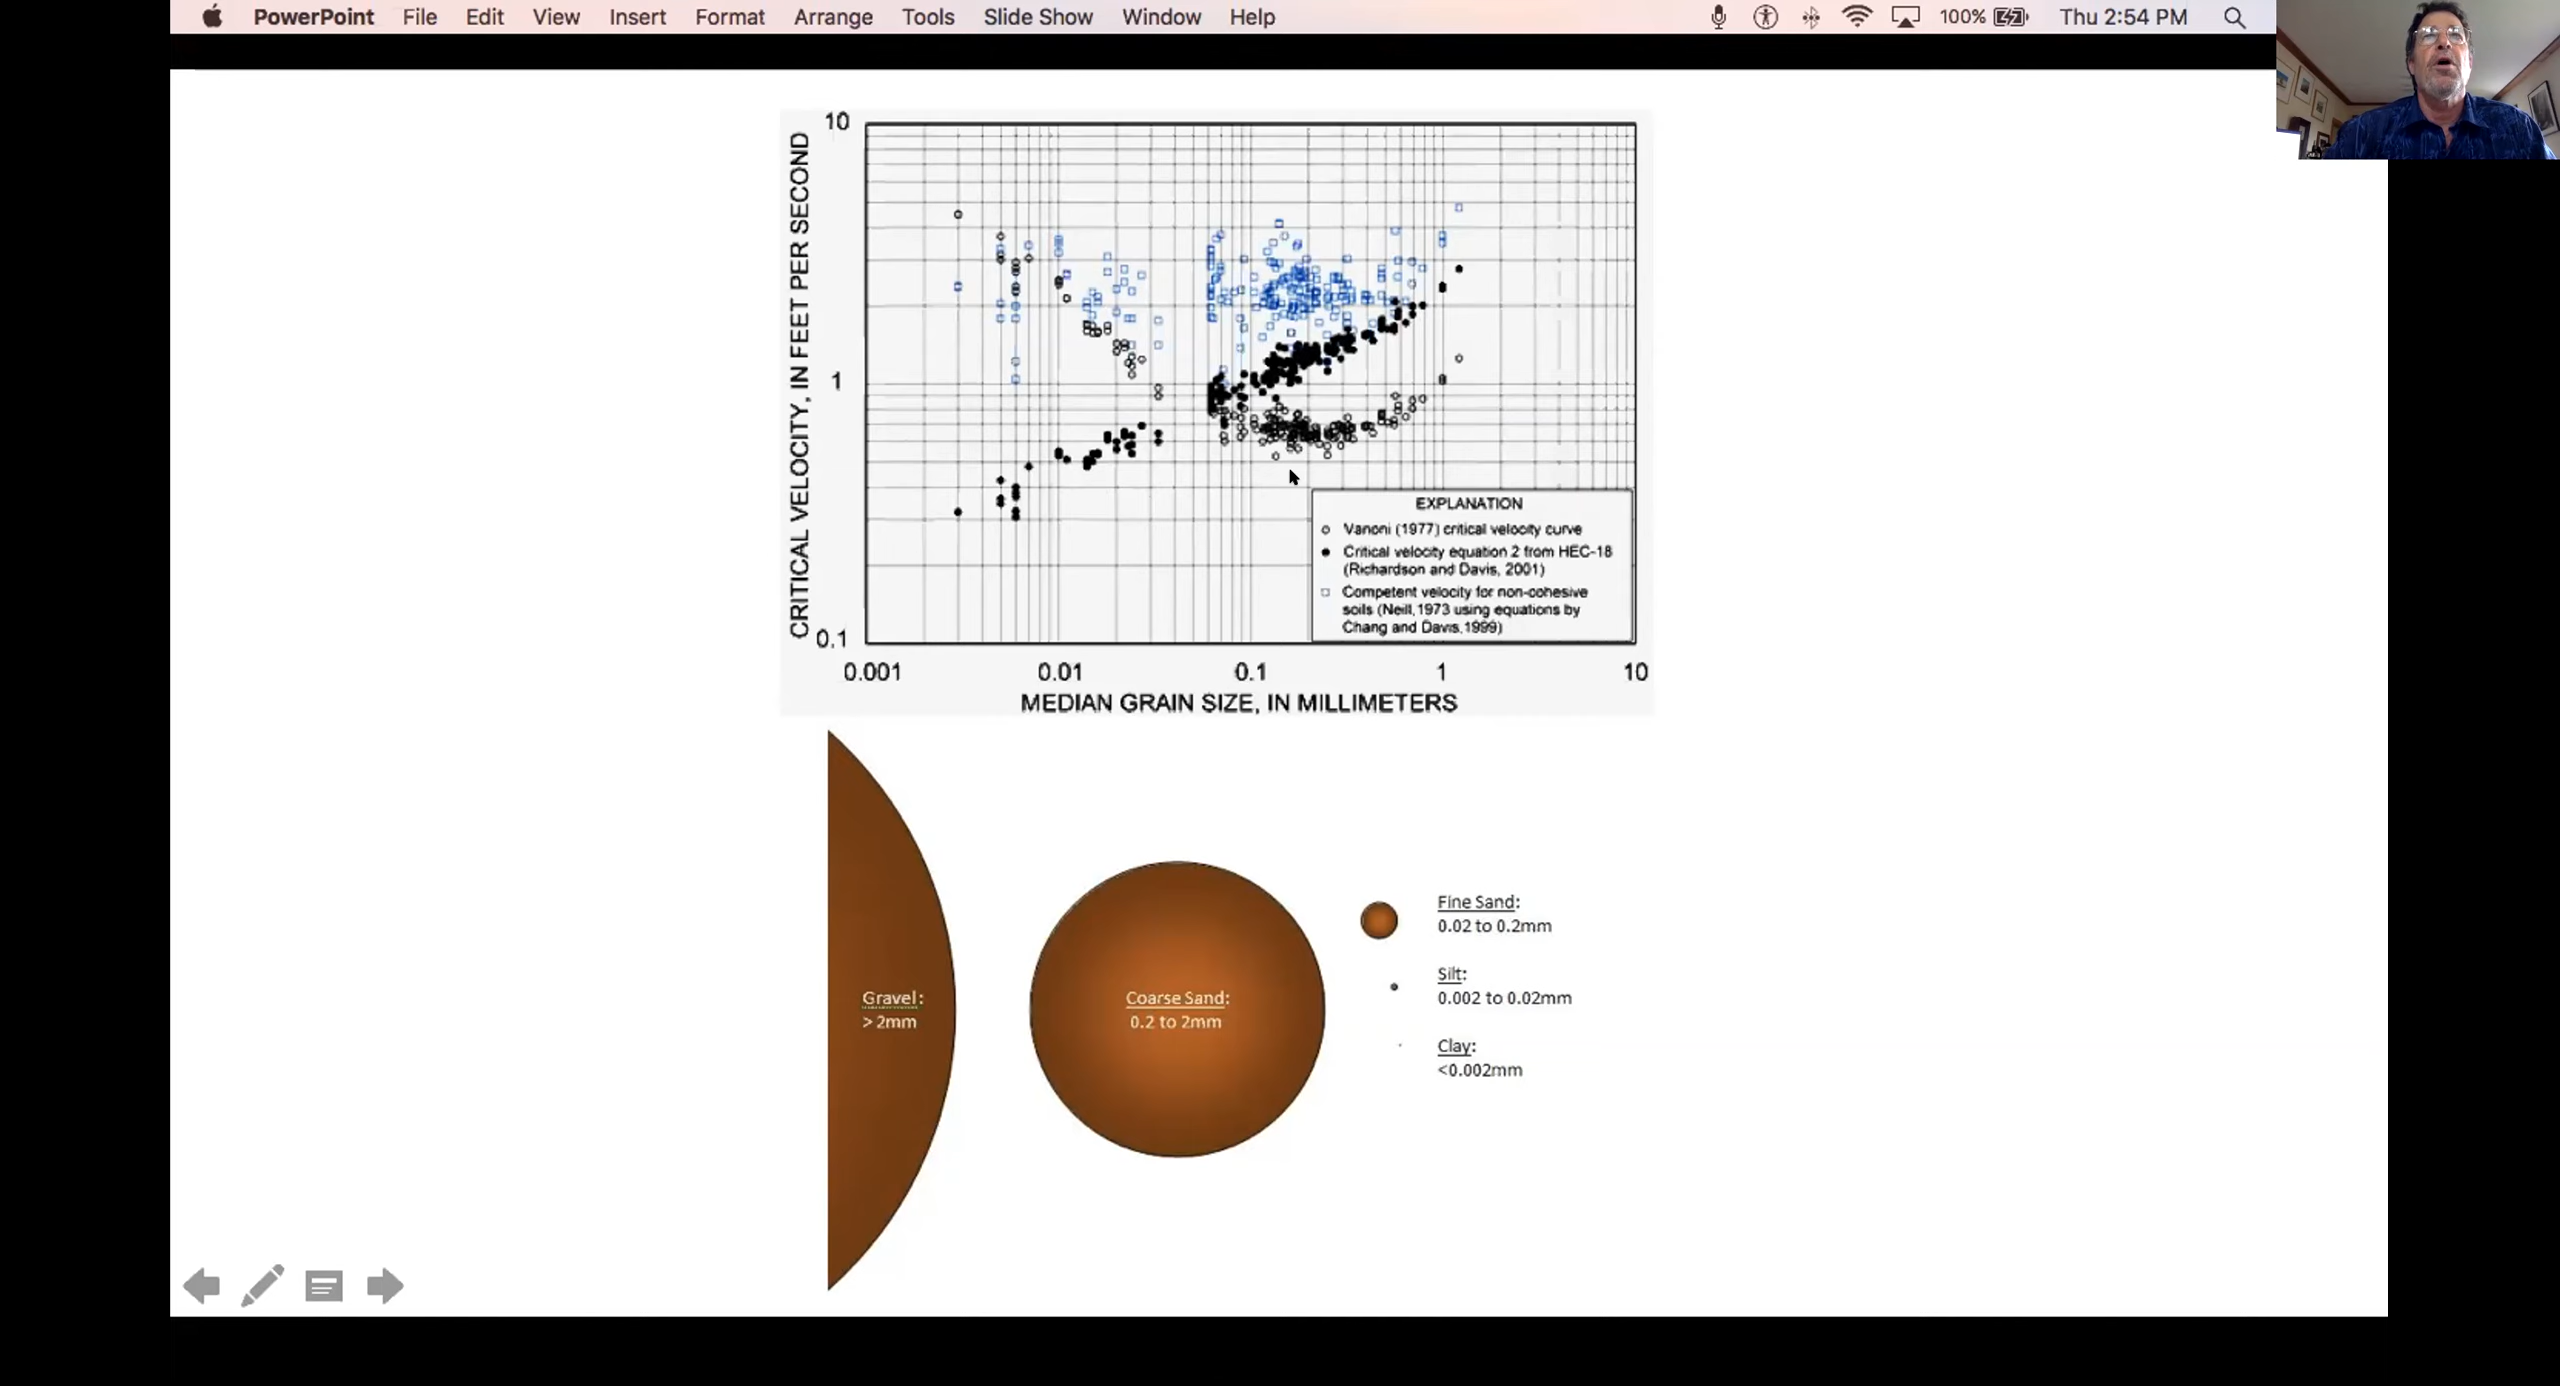 PowerPoint File Edit View Insert Format Arrange Tools Slide Show Window Help 100% Thu 2:54 PM
CRITICAL VELOCITY, IN FEET PER SECOND
10
1
0.1
EXPLANATION
Vanoni (1977) critical velocity curve
Critical velocity equation 2 from HEC-18
(Richardson and Davis, 2001)
Competent velocity for non-cohesive
soils (Neill, 1973 using equations by
Chang and Davis, 1999)
0.001 0.01 0.1 1 10
MEDIAN GRAIN SIZE, IN MILLIMETERS
Gravel:
> 2mm
Coarse Sand:
0.2 to 2mm
Fine Sand:
0.02 to 0.2mm
Silt:
0.002 to 0.02mm
Clay:
<0.002mm